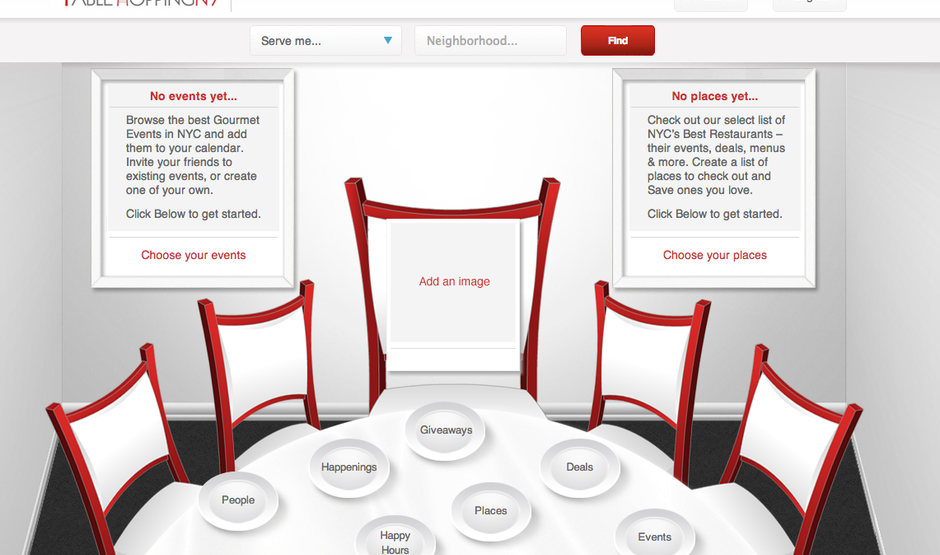 TABLEHOPPINGNY
Serve me...
Neighborhood...
Find
No events yet...
Browse the best Gourmet
Events in NYC and add
them to your calendar.
Invite your friends to
existing events, or create
one of your own.
Click Below to get started.
Choose your events
No places yet...
Check out our select list of
NYC's Best Restaurants –
their events, deals, menus
& more. Create a list of
places to check out and
Save ones you love.
Click Below to get started.
Choose your places
Add an image
Giveaways
Happenings
Deals
People
Places
Happy
Hours
Events